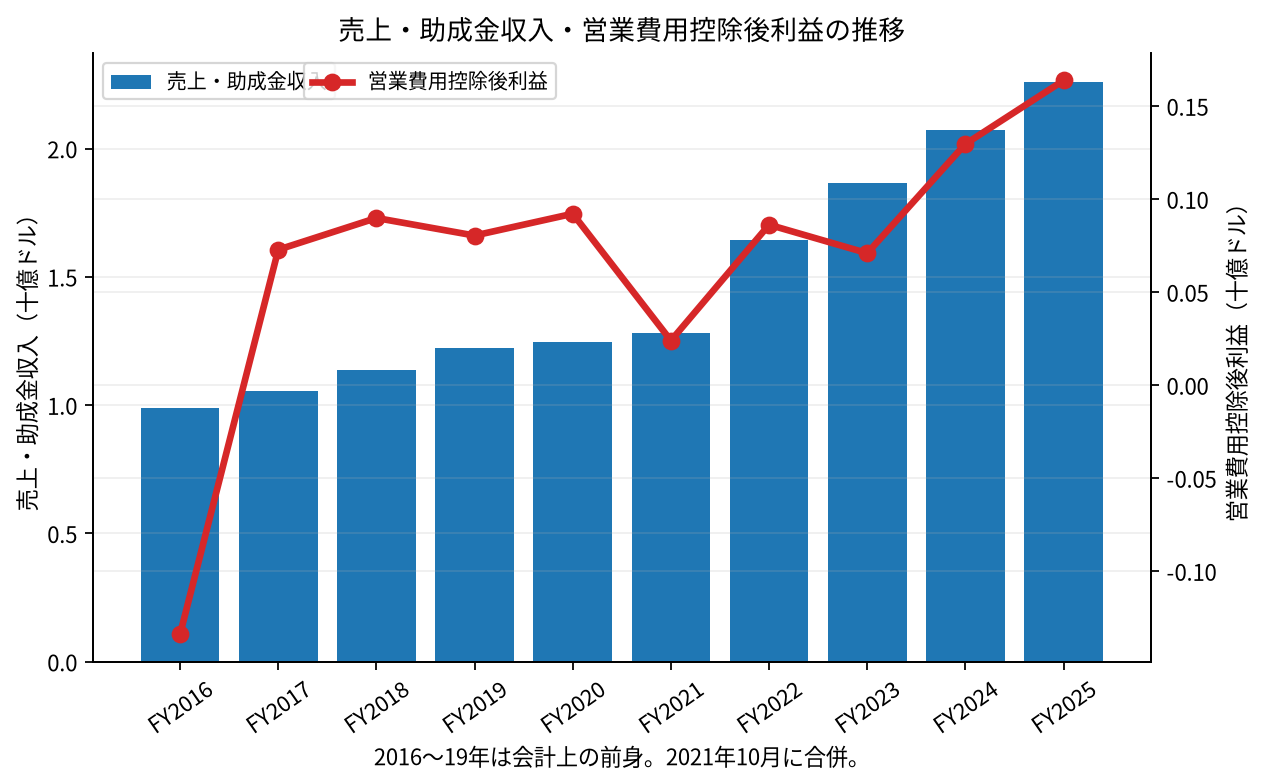 売上・助成金収入・営業費用控除後利益の推移
売上・助成金収入
営業費用控除後利益
売上・助成金収入（十億ドル）
2.0
1.5
1.0
0.5
0.0
0.15
0.10
0.05
0.00
-0.05
-0.10
営業費用控除後利益（十億ドル）
FY2016
FY2017
FY2018
FY2019
FY2020
FY2021
FY2022
FY2023
FY2024
FY2025
2016～19年は会計上の前身。2021年10月に合併。